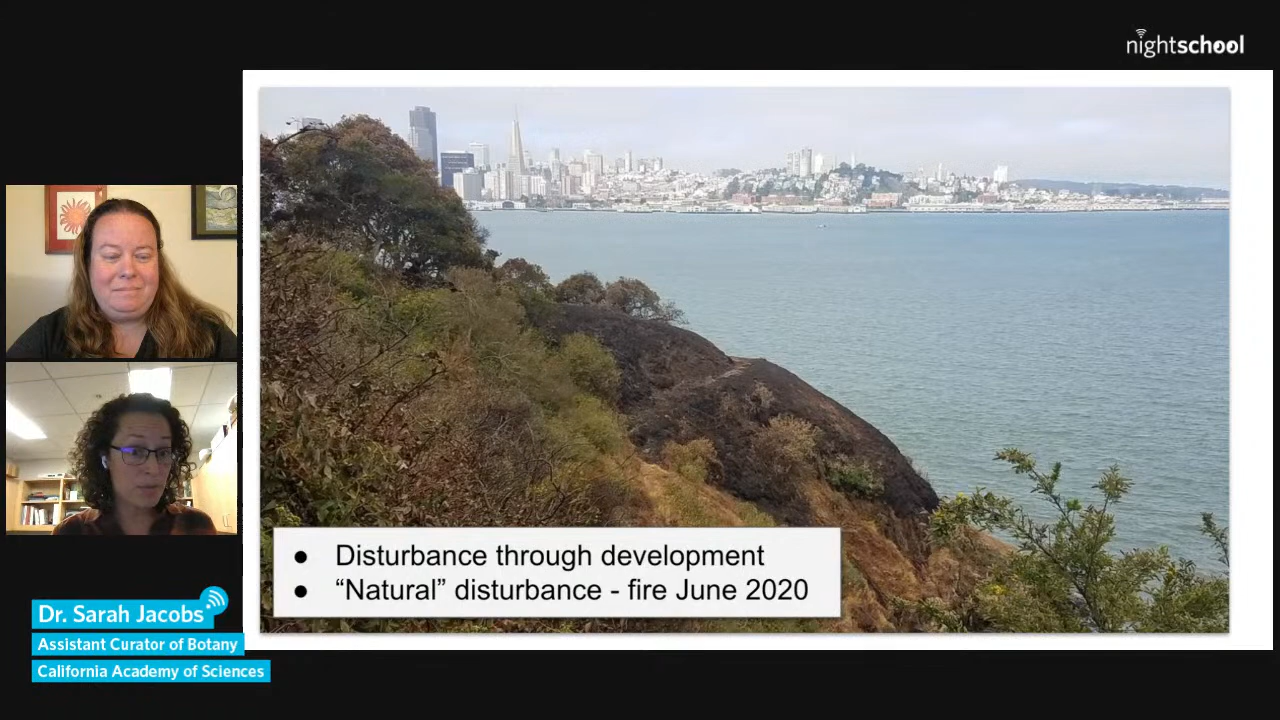 nightschool
● Disturbance through development
● “Natural” disturbance - fire June 2020
Dr. Sarah Jacobs
Assistant Curator of Botany
California Academy of Sciences